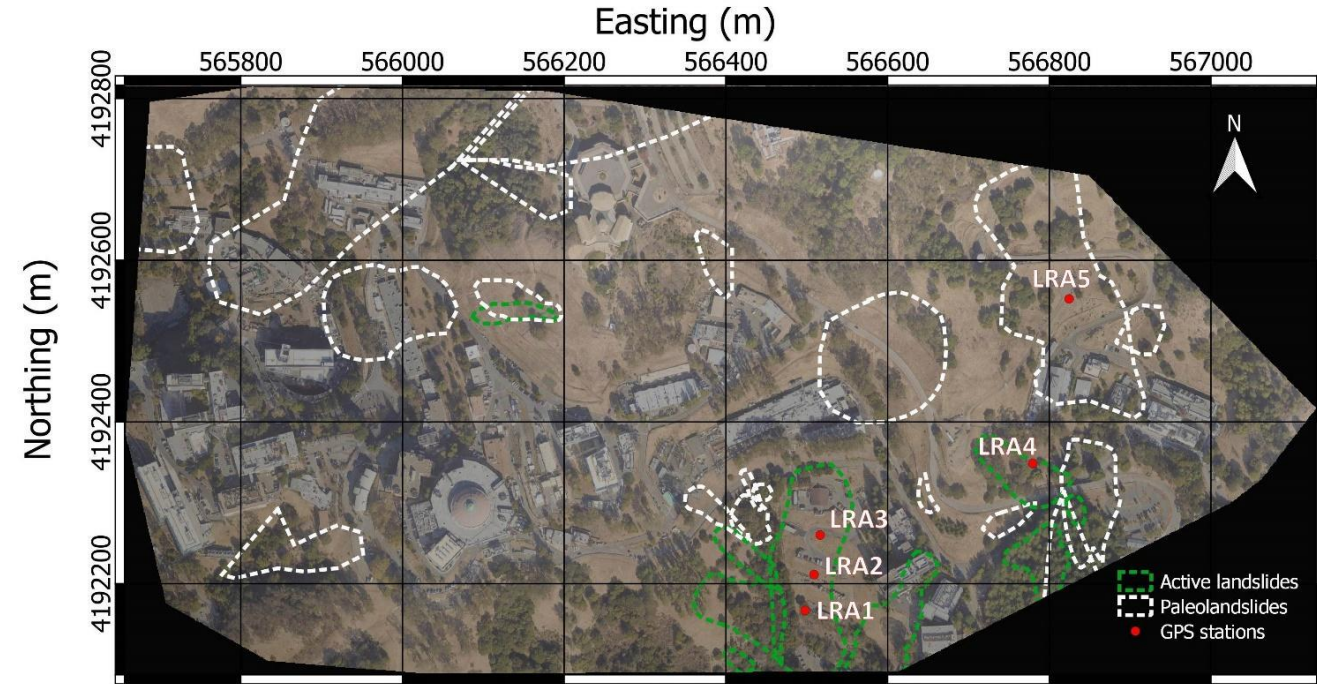 Easting (m)
565800 566000 566200 566400 566600 566800 567000
Northing (m)
4192800
4192600
4192400
4192200
N
LRA5
LRA4
LRA3
LRA2
LRA1
Active landslides
Paleolandslides
GPS stations